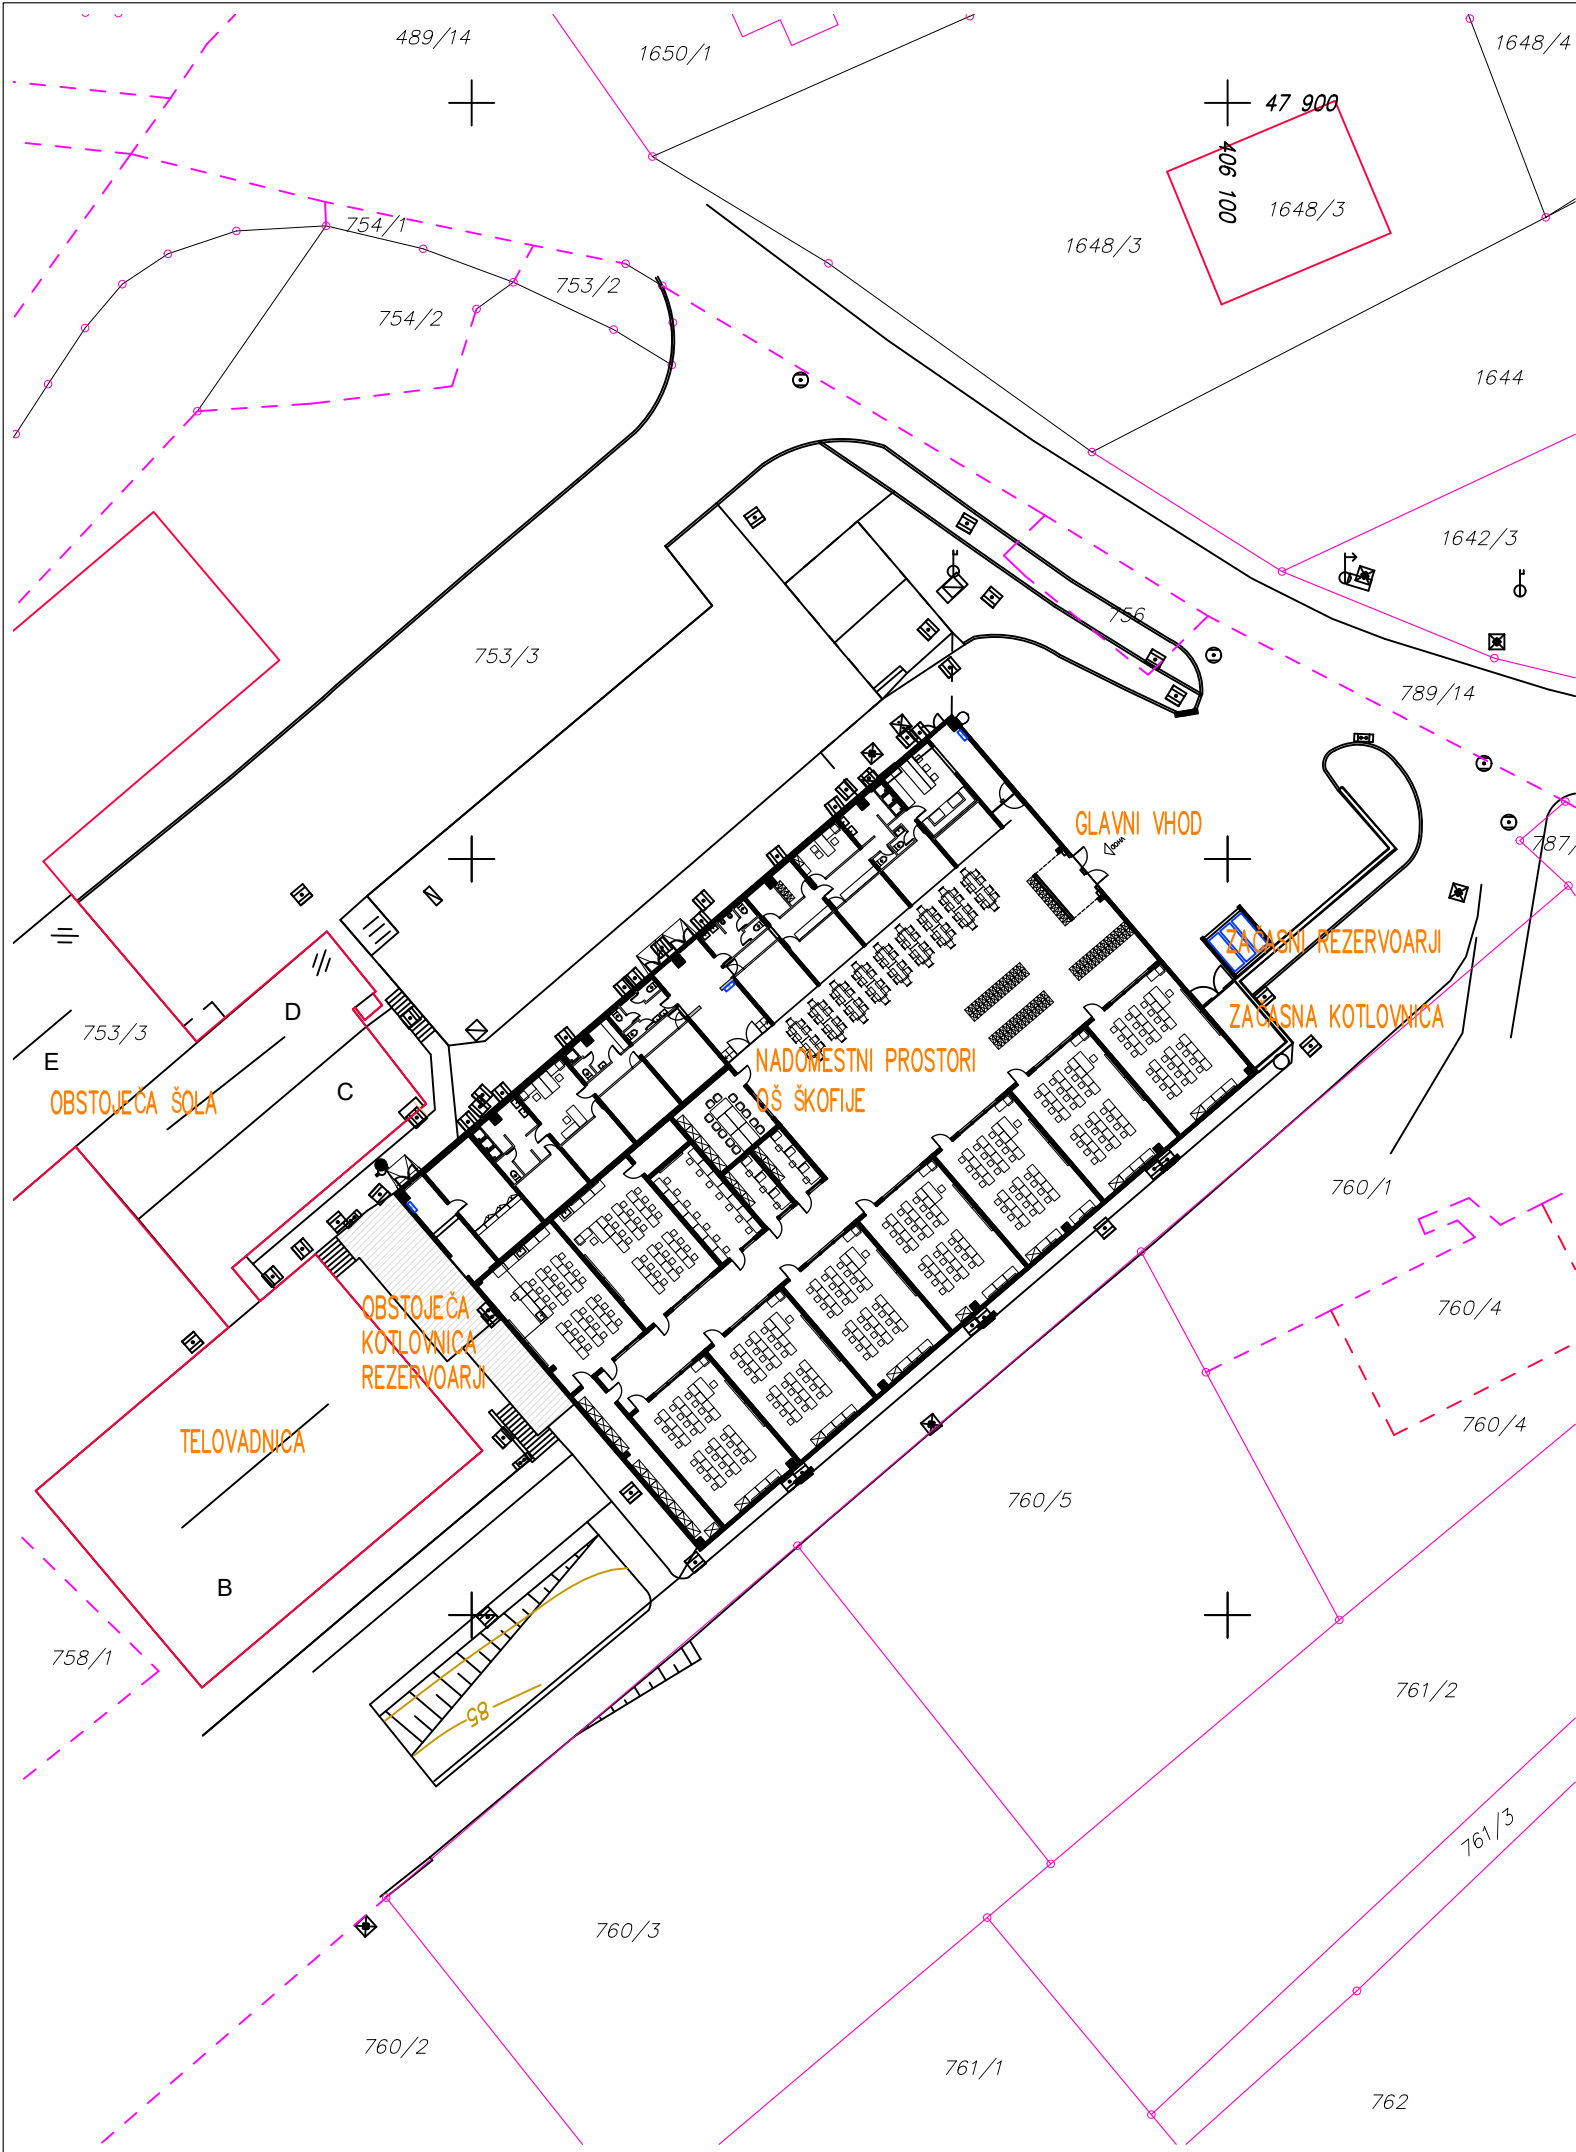 489/14
1650/1
1648/4
47 900
406 100
1648/3
1648/3
754/1
753/2
754/2
1644
1642/3
756
753/3
789/14
GLAVNI VHOD
VHOD
787/
ZAČASNI REZERVOARJI
ZAČASNA KOTLOVNICA
D
753/3
E
C
OBSTOJEČA ŠOLA
NADOMESTNI PROSTORI
OŠ ŠKOFIJE
760/1
OBSTOJEČA
KOTLOVNICA
REZERVOARJI
760/4
760/4
TELOVADNICA
760/5
B
758/1
85
761/2
761/3
760/3
760/2
761/1
762